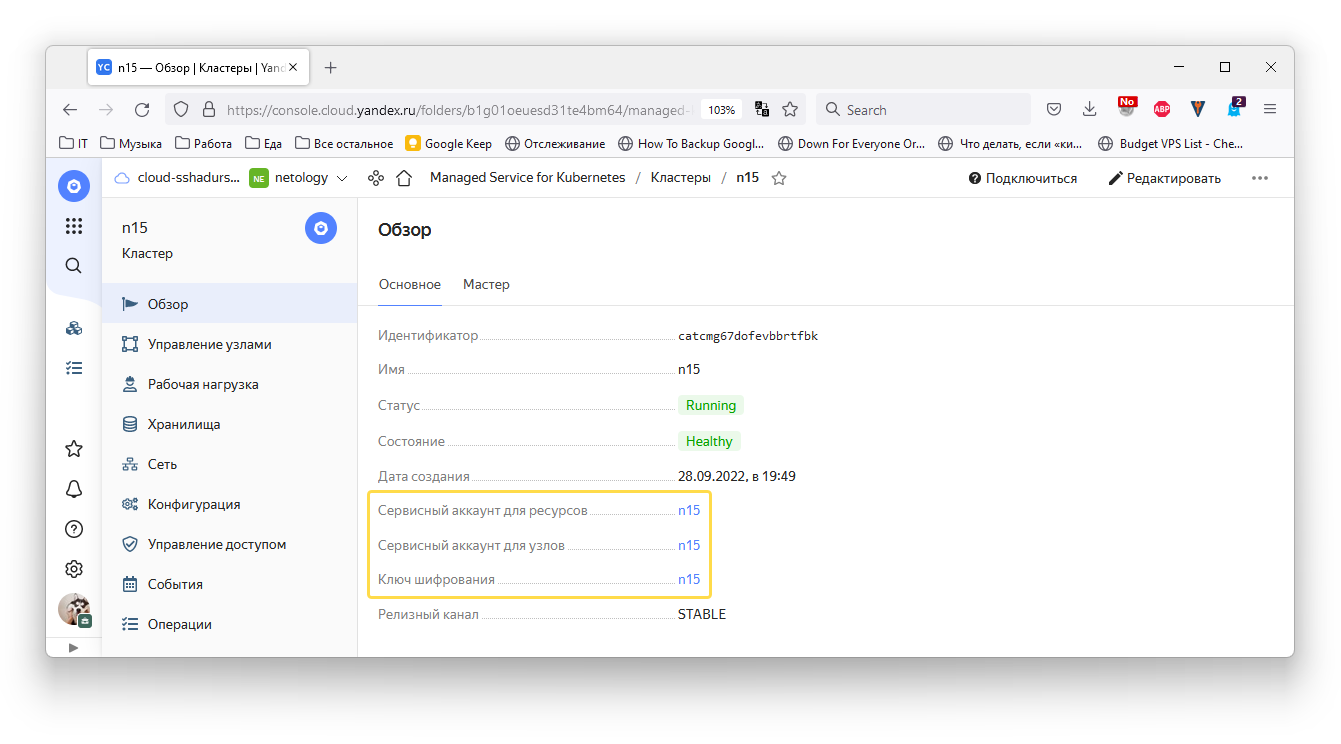 YC n15 — Обзор | Кластеры | Yand
https://console.cloud.yandex.ru/folders/b1g01oeuesd31te4bm64/managed- 103% Search No ABP 2
IT Музыка Работа Еда Все остальное Google Keep Отслеживание How To Backup Googl... Down For Everyone Or... Что делать, если «ки... Budget VPS List - Che...
cloud-sshadurs... NE netology Managed Service for Kubernetes / Кластеры / n15 Подключиться Редактировать
n15
Кластер
Обзор
Управление узлами
Рабочая нагрузка
Хранилища
Сеть
Конфигурация
Управление доступом
События
Операции
Обзор
Основное Мастер
Идентификатор catcmg67dofevbbrtfbk
Имя n15
Статус Running
Состояние Healthy
Дата создания 28.09.2022, в 19:49
Сервисный аккаунт для ресурсов n15
Сервисный аккаунт для узлов n15
Ключ шифрования n15
Релизный канал STABLE